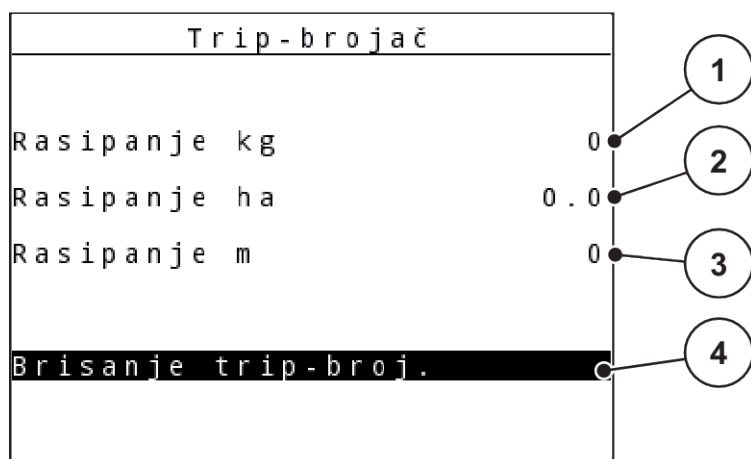 Trip-brojač
1
Rasipanje kg 0
2
Rasipanje ha 0.0
Rasipanje m 0
3
Brisanje trip-broj.
4